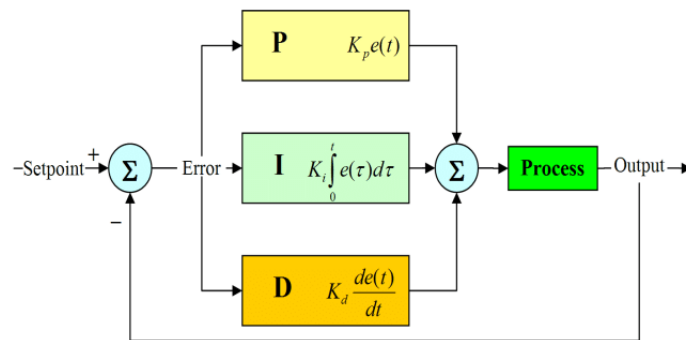 P K_p e(t)
–Setpoint + Σ Error I K_i ∫_0^t e(τ)dτ Σ Process Output
–
D K_d de(t)/dt